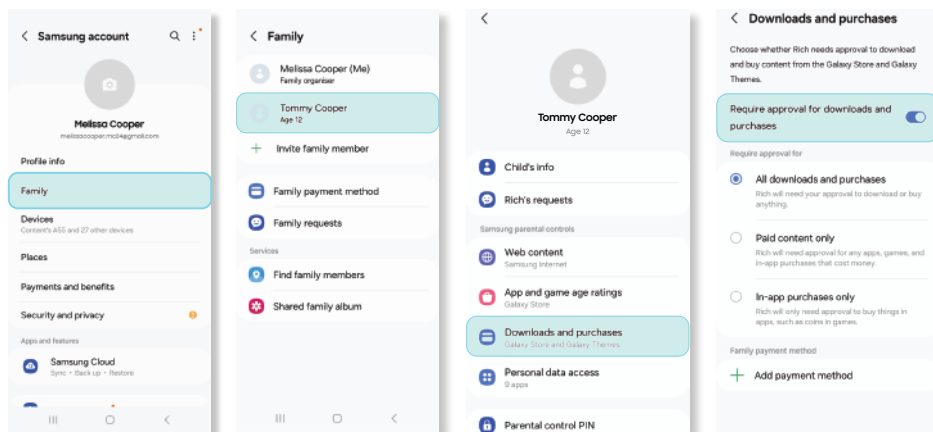 Samsung account
Melissa Cooper
Profile info
Family
Devices
Content's A55 and 27 other devices
Places
Payments and benefits
Security and privacy
Apps and features
Samsung Cloud
Sync • Back up • Restore
Family
Melissa Cooper (Me)
Family organiser
Tommy Cooper
Age 12
Invite family member
Family payment method
Family requests
Services
Find family members
Shared family album
Tommy Cooper
Age 12
Child's info
Rich's requests
Samsung parental controls
Web content
Samsung Internet
App and game age ratings
Galaxy Store
Downloads and purchases
Galaxy Store and Galaxy Themes
Personal data access
9 apps
Parental control PIN
Downloads and purchases
Choose whether Rich needs approval to download
and buy content from the Galaxy Store and Galaxy
Themes.
Require approval for downloads and
purchases
Require approval for
All downloads and purchases
Rich will need your approval to download or buy
anything.
Paid content only
Rich will need approval for any apps, games, and
in-app purchases that cost money.
In-app purchases only
Rich will only need approval to buy things in
apps, such as coins in games.
Family payment method
Add payment method